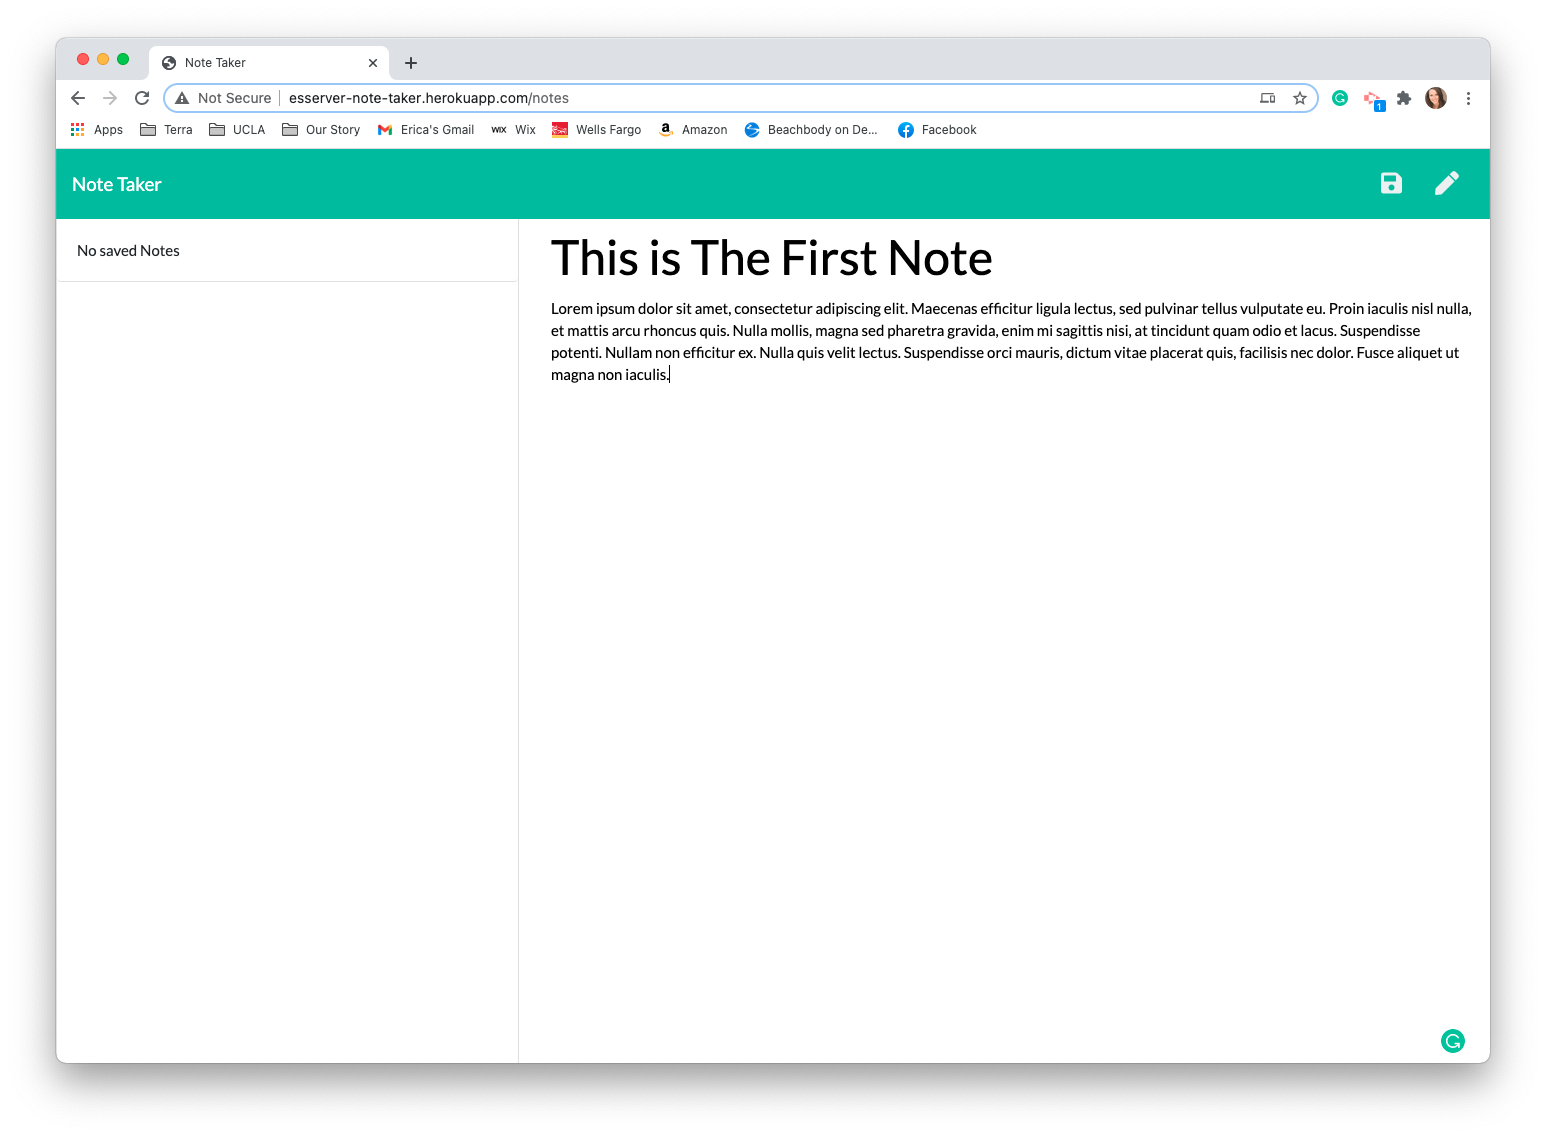 Note Taker
Not Secure esserver-note-taker.herokuapp.com/notes
1
Apps Terra UCLA Our Story Erica's Gmail WIX Wix Wells Fargo a Amazon Beachbody on De... Facebook
Note Taker
No saved Notes
This is The First Note
Lorem ipsum dolor sit amet, consectetur adipiscing elit. Maecenas efficitur ligula lectus, sed pulvinar tellus vulputate eu. Proin iaculis nisl nulla,
et mattis arcu rhoncus quis. Nulla mollis, magna sed pharetra gravida, enim mi sagittis nisi, at tincidunt quam odio et lacus. Suspendisse
potenti. Nullam non efficitur ex. Nulla quis velit lectus. Suspendisse orci mauris, dictum vitae placerat quis, facilisis nec dolor. Fusce aliquet ut
magna non iaculis.